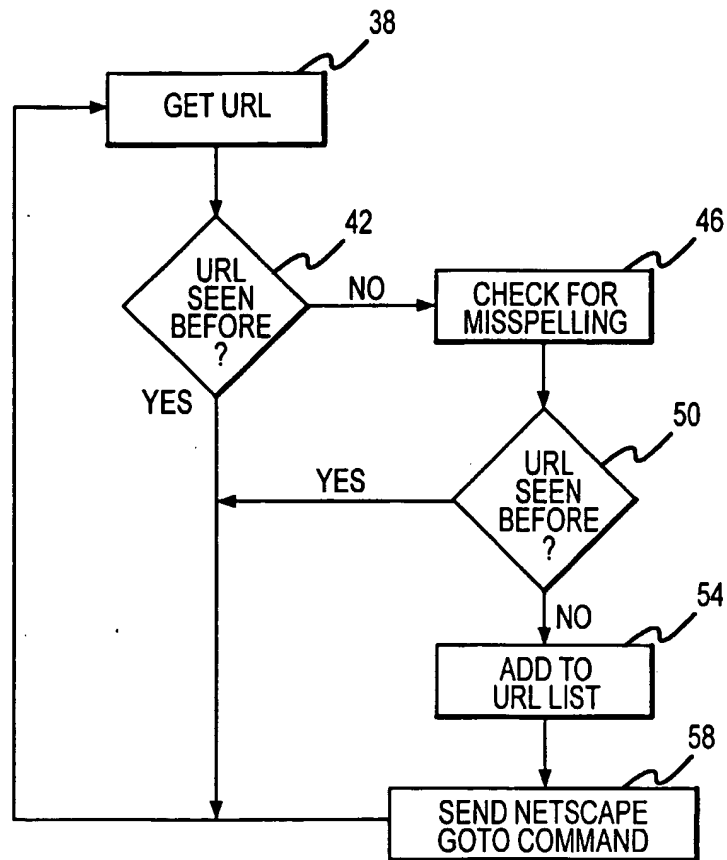 38
GET URL
42
URL
SEEN
BEFORE
?
NO
YES
46
CHECK FOR
MISSPELLING
50
URL
SEEN
BEFORE
?
YES
NO
54
ADD TO
URL LIST
58
SEND NETSCAPE
GOTO COMMAND